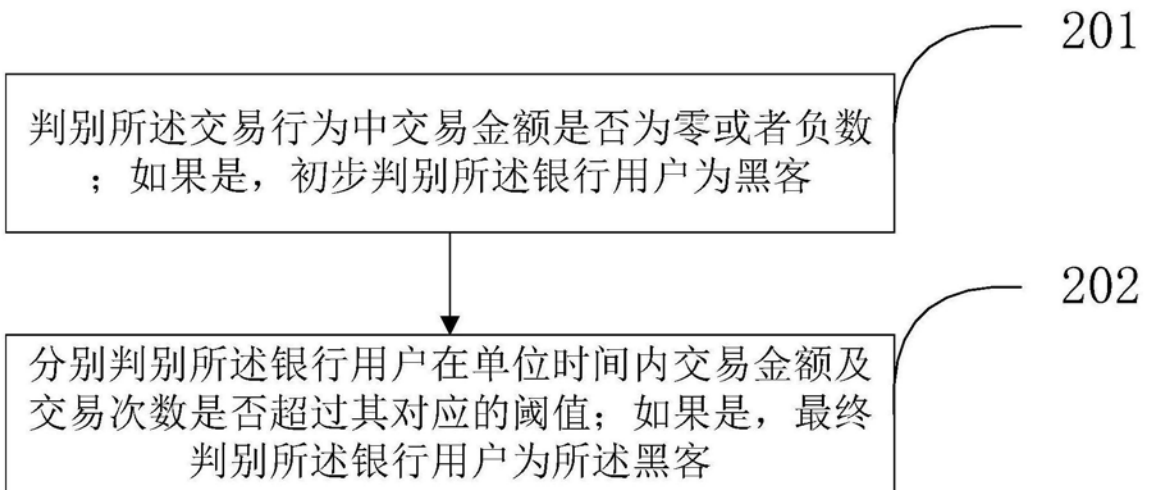 201
判别所述交易行为中交易金额是否为零或者负数
；如果是，初步判别所述银行用户为黑客
202
分别判别所述银行用户在单位时间内交易金额及
交易次数是否超过其对应的阈值；如果是，最终
判别所述银行用户为所述黑客